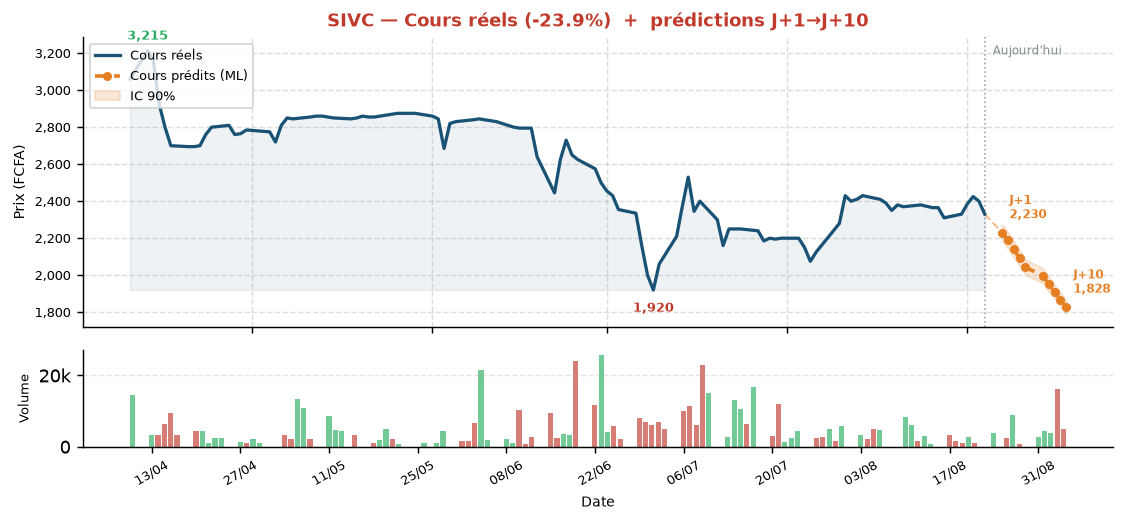 SIVC — Cours réels (-23.9%) + prédictions J+1→J+10
3,215
Cours réels
Cours prédits (ML)
IC 90%
Aujourd'hui
3,200
3,000
2,800
2,600
2,400
2,200
2,000
1,800
Prix (FCFA)
J+1
2,230
J+10
1,828
1,920
20k
0
Volume
13/04 27/04 11/05 25/05 08/06 22/06 06/07 20/07 03/08 17/08 31/08
Date